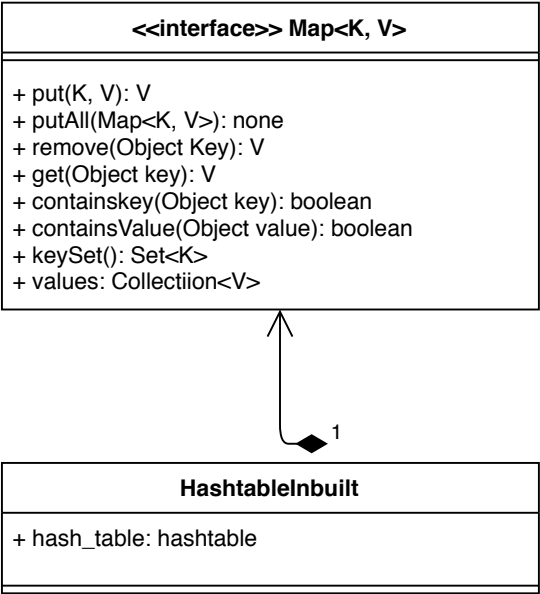 <<interface>> Map<K, V>
+ put(K, V): V
+ putAll(Map<K, V>): none
+ remove(Object Key): V
+ get(Object key): V
+ containskey(Object key): boolean
+ containsValue(Object value): boolean
+ keySet(): Set<K>
+ values: Collectiion<V>
1
HashtableInbuilt
+ hash_table: hashtable